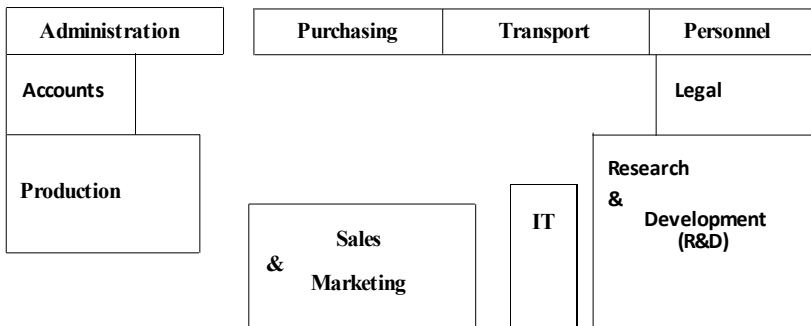 Administration
Purchasing
Transport
Personnel
Accounts
Legal
Production
Research
&
Development
(R&D)
IT
Sales
&
Marketing